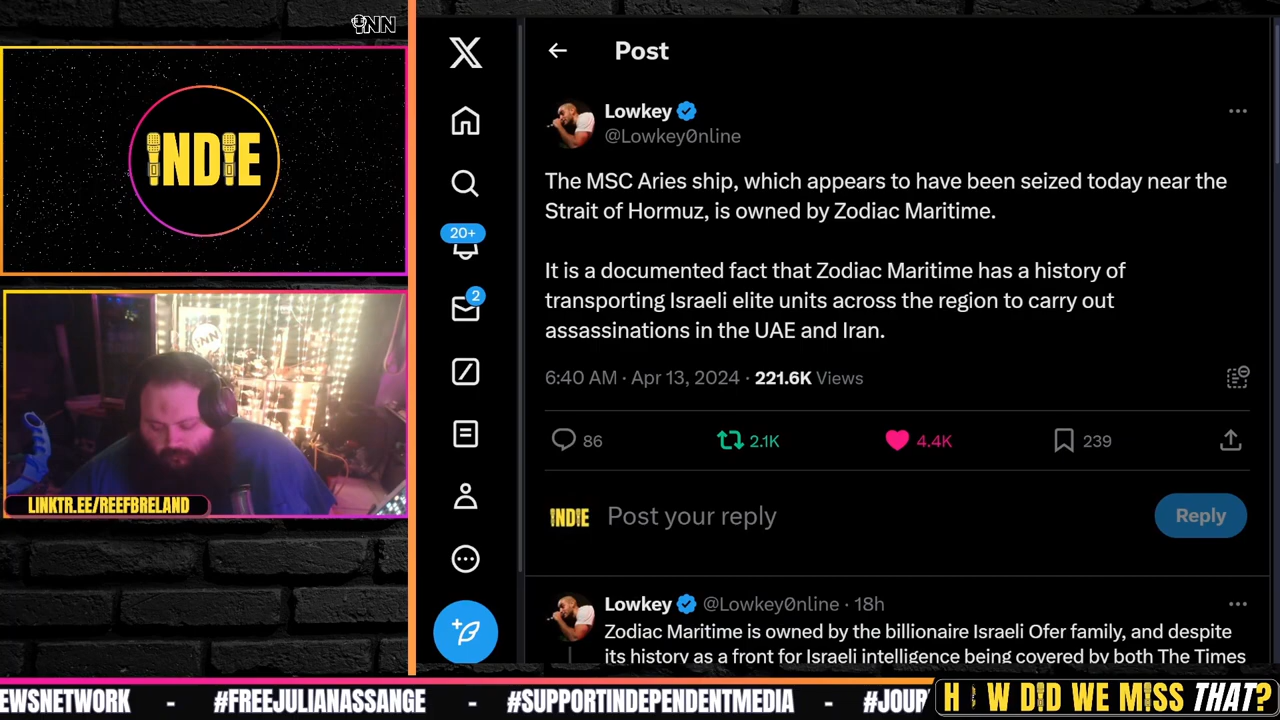 INN
INDIE
INN
LINKTR.EE/REEFBRELAND
Post
Lowkey
@Lowkey0nline
The MSC Aries ship, which appears to have been seized today near the
Strait of Hormuz, is owned by Zodiac Maritime.
It is a documented fact that Zodiac Maritime has a history of
transporting Israeli elite units across the region to carry out
assassinations in the UAE and Iran.
6:40 AM · Apr 13, 2024 · 221.6K Views
86 2.1K 4.4K 239
20+
2
INDIE Post your reply Reply
Lowkey @Lowkey0nline · 18h
Zodiac Maritime is owned by the billionaire Israeli Ofer family, and despite
its history as a front for Israeli intelligence being covered by both The Times
EWSNETWORK - #FREEJULIANASSANGE - #SUPPORTINDEPENDENTMEDIA - #JOUR
HOW DID WE MISS THAT?